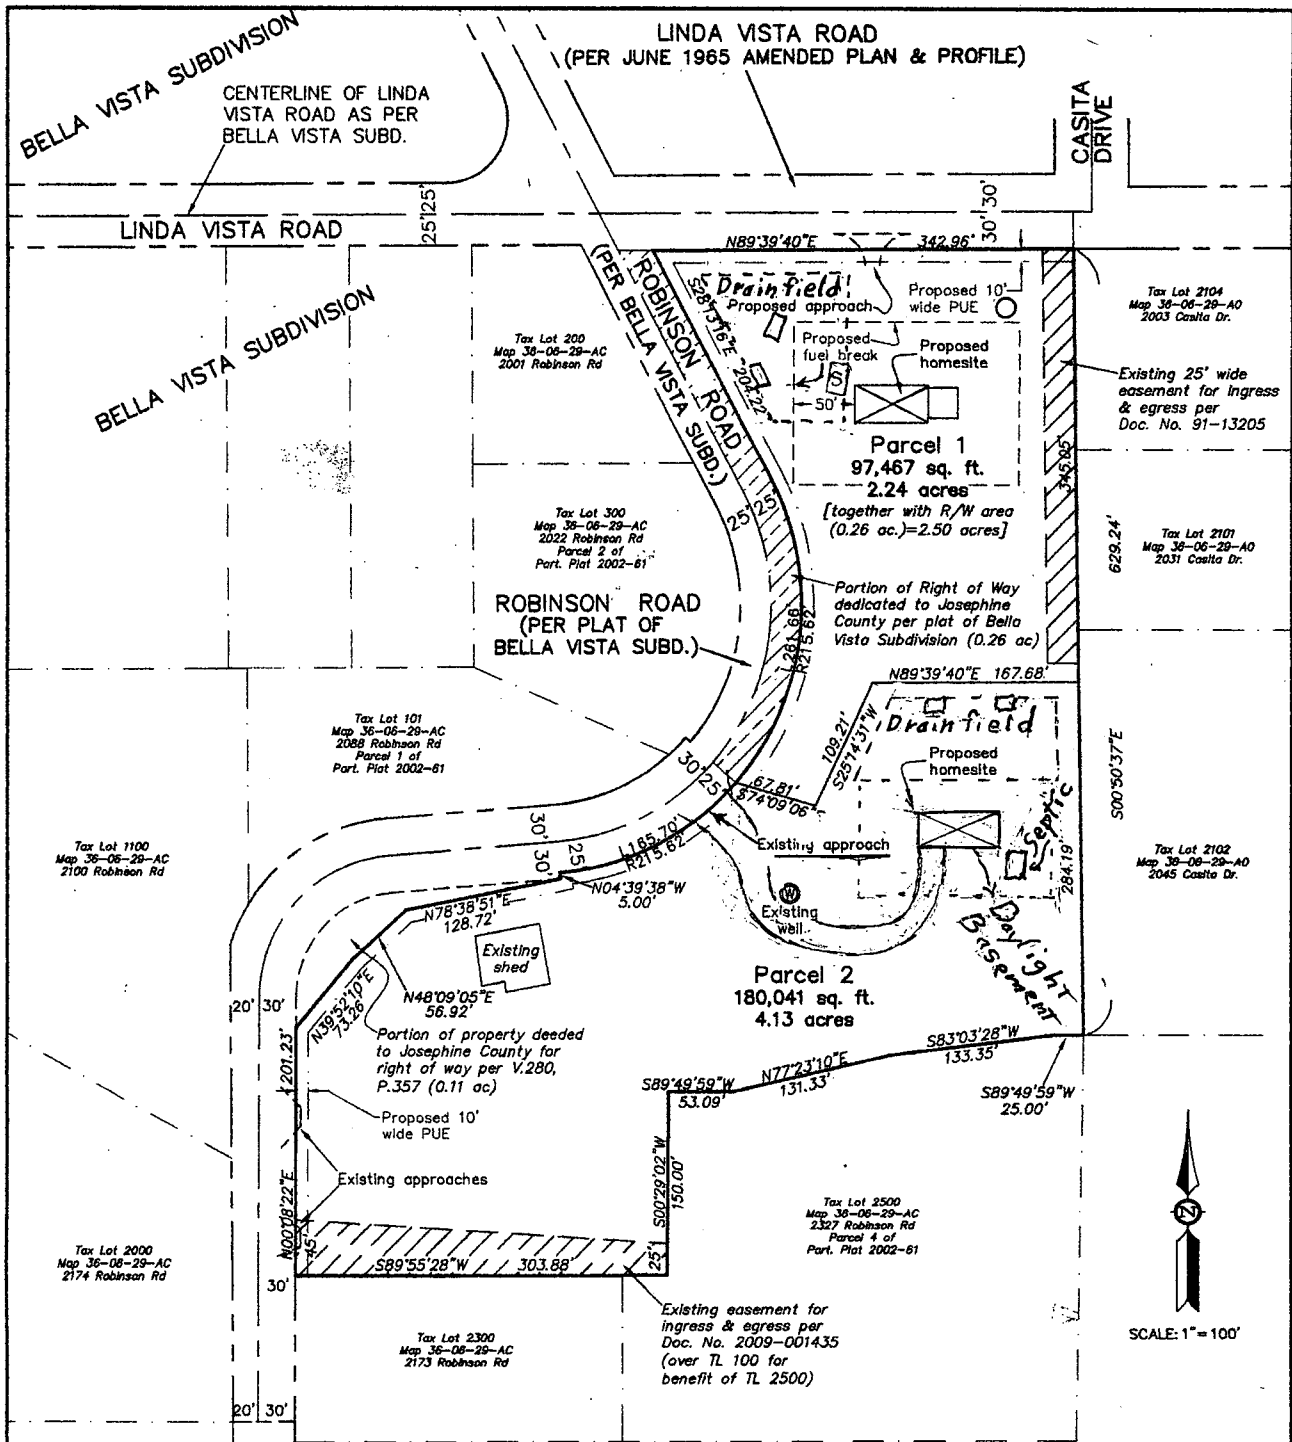 BELLA VISTA SUBDIVISION
CENTERLINE OF LINDA
VISTA ROAD AS PER
BELLA VISTA SUBD.
LINDA VISTA ROAD
(PER JUNE 1965 AMENDED PLAN & PROFILE)
CASITA
DRIVE
25' 25'
30' 30'
LINDA VISTA ROAD
N89°39'40"E 342.96'
BELLA VISTA SUBDIVISION
ROBINSON ROAD
(PER BELLA VISTA SUBD.)
S28°13'16"E 204.22'
Drainfield
Proposed approach
Proposed 10'
wide PUE
Proposed
fuel break
Proposed
homesite
S
50'
Tax Lot 2104
Map 36-06-29-A0
2003 Casita Dr.
Existing 25' wide
easement for ingress
& egress per
Doc. No. 91-13205
Tax Lot 200
Map 36-06-29-AC
2001 Robinson Rd
Parcel 1
97,467 sq. ft.
2.24 acres
[together with R/W area
(0.26 ac.)=2.50 acres]
345.05'
25' 25'
Tax Lot 300
Map 36-06-29-AC
2022 Robinson Rd
Parcel 2 of
Part. Plat 2002-61
629.24'
Tax Lot 2101
Map 36-06-29-A0
2031 Casita Dr.
Portion of Right of Way
dedicated to Josephine
County per plat of Bella
Vista Subdivision (0.26 ac)
ROBINSON ROAD
(PER PLAT OF
BELLA VISTA SUBD.)
L261.66'
R215.62'
N89°39'40"E 167.68'
Tax Lot 101
Map 36-06-29-AC
2088 Robinson Rd
Parcel 1 of
Part. Plat 2002-61
Drainfield
109.21'
S25°14'31"W
Proposed
homesite
30' 25'
67.81'
S74°09'06"E
S00°50'37"E
Septic
284.19'
Tax Lot 1100
Map 36-06-29-AC
2100 Robinson Rd
30'
30'
25'
L165.70'
R215.62'
Existing approach
Tax Lot 2102
Map 36-06-29-A0
2045 Casita Dr.
N04°39'38"W
5.00'
N78°38'51"E
128.72'
W
Existing
well
Daylight
Basement
Existing
shed
Parcel 2
180,041 sq. ft.
4.13 acres
20' 30'
N39°52'10"E
73.26'
N48°09'05"E
56.92'
Portion of property deeded
to Josephine County for
right of way per V.280,
P.357 (0.11 ac)
S83°03'28"W
133.35'
N77°23'10"E
131.33'
S89°49'59"W
53.09'
S89°49'59"W
25.00'
201.23'
Proposed 10'
wide PUE
Existing approaches
N00°08'22"E
45'
S00°29'02"W
150.00'
Tax Lot 2500
Map 36-06-29-AC
2327 Robinson Rd
Parcel 4 of
Part. Plat 2002-61
N
Tax Lot 2000
Map 36-06-29-AC
2174 Robinson Rd
30'
S89°55'28"W 303.88'
25'
Existing easement for
ingress & egress per
Doc. No. 2009-001435
(over TL 100 for
benefit of TL 2500)
SCALE: 1"=100'
Tax Lot 2300
Map 36-06-29-AC
2173 Robinson Rd
20' 30'